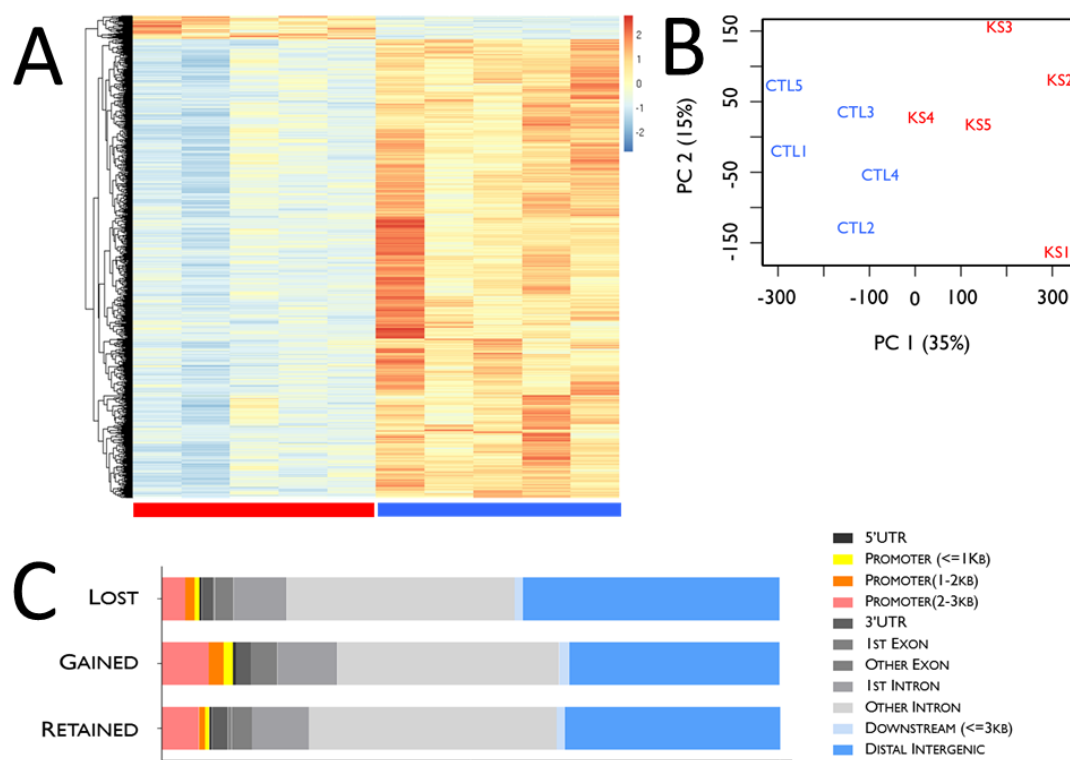 A
2
1
0
-1
-2
B
PC 2 (15%)
150
50
-50
-150
KS3
KS2
CTL5
CTL3
KS4
KS5
CTL1
CTL4
CTL2
KS1
-300
-100
0
100
300
PC 1 (35%)
C
LOST
GAINED
RETAINED
5'UTR
PROMOTER (<=1KB)
PROMOTER(1-2KB)
PROMOTER(2-3KB)
3'UTR
1ST EXON
OTHER EXON
1ST INTRON
OTHER INTRON
DOWNSTREAM (<=3KB)
DISTAL INTERGENIC